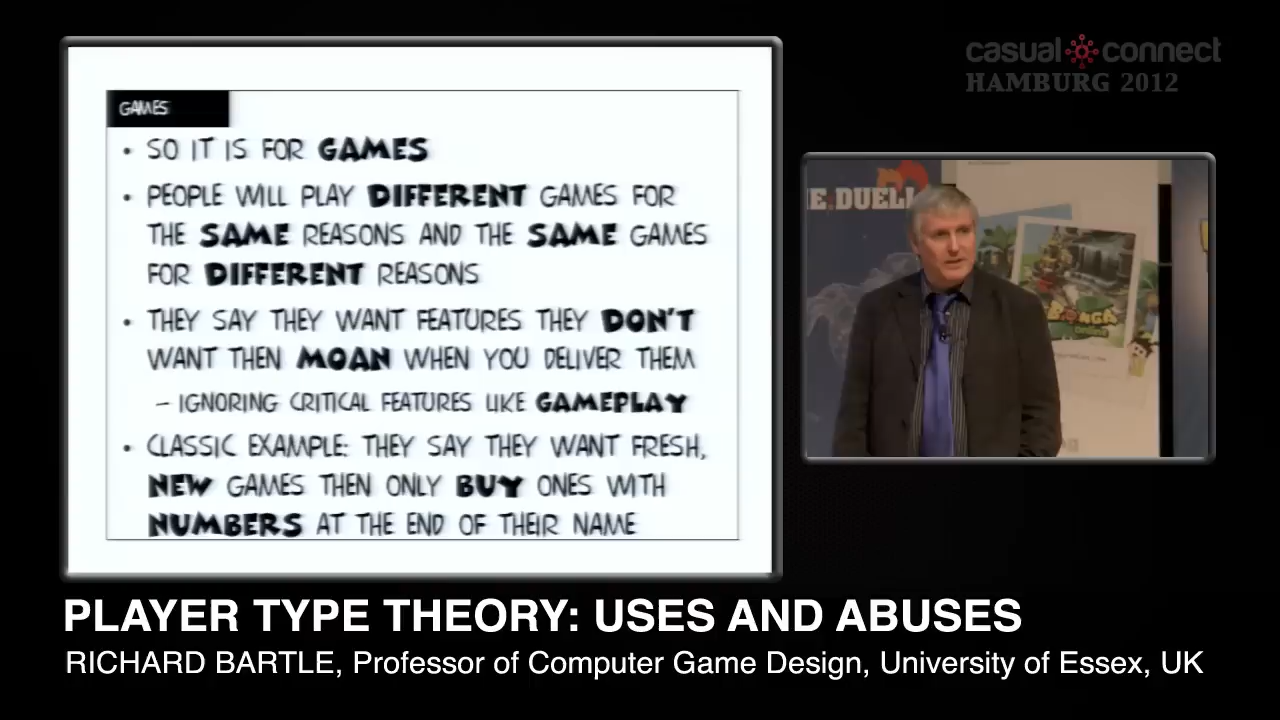 casual connect
HAMBURG 2012
GAMES
• SO IT IS FOR GAMES
• PEOPLE WILL PLAY DIFFERENT GAMES FOR
THE SAME REASONS AND THE SAME GAMES
FOR DIFFERENT REASONS
• THEY SAY THEY WANT FEATURES THEY DON'T
WANT THEN MOAN WHEN YOU DELIVER THEM
– IGNORING CRITICAL FEATURES LIKE GAMEPLAY
• CLASSIC EXAMPLE: THEY SAY THEY WANT FRESH,
NEW GAMES THEN ONLY BUY ONES WITH
NUMBERS AT THE END OF THEIR NAME
E.DUELL
PLAYER TYPE THEORY: USES AND ABUSES
RICHARD BARTLE, Professor of Computer Game Design, University of Essex, UK